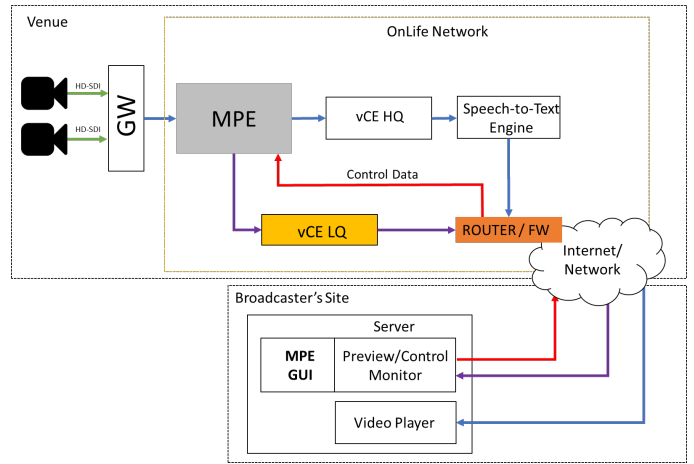 Venue
OnLife Network
HD-SDI
HD-SDI
GW
MPE
vCE HQ
Speech-to-Text
Engine
Control Data
vCE LQ
ROUTER / FW
Internet/
Network
Broadcaster's Site
Server
MPE
GUI
Preview/Control
Monitor
Video Player